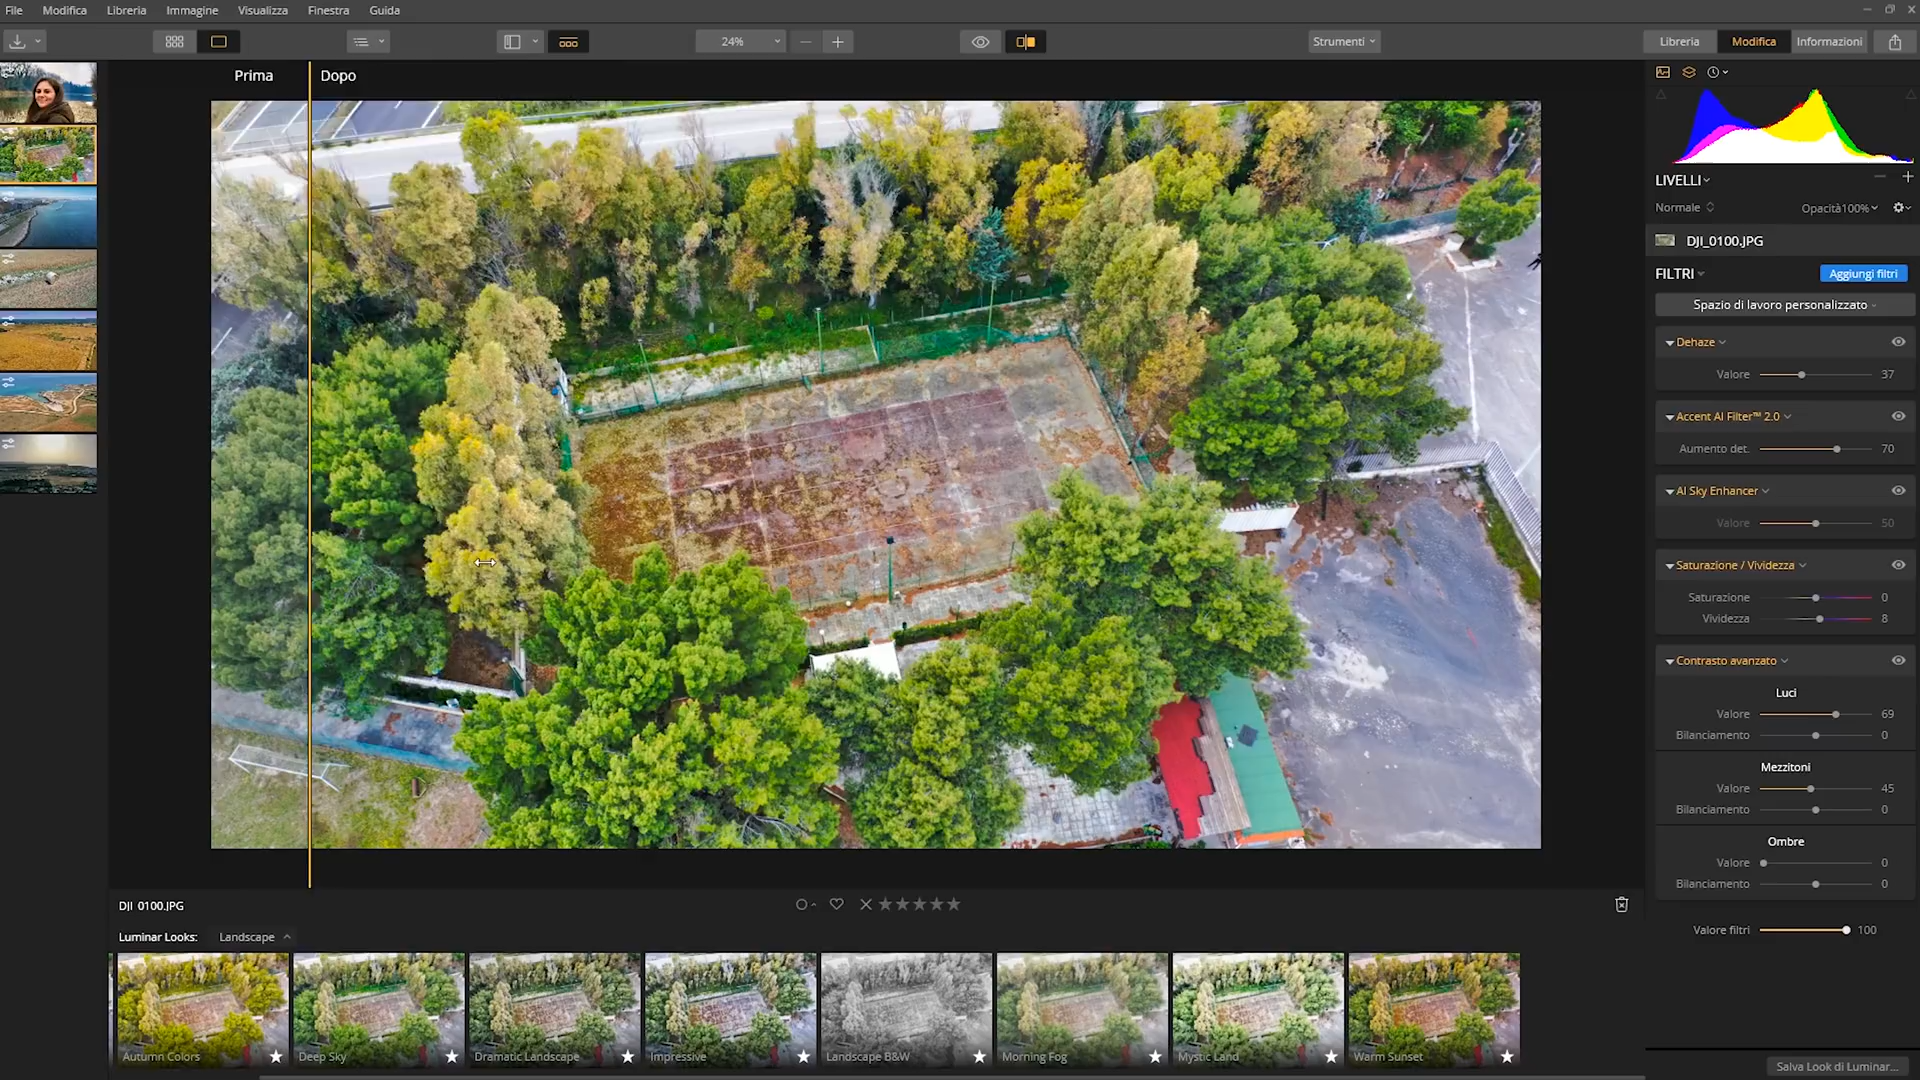 File Modifica Libreria Immagine Visualizza Finestra Guida
24% Strumenti Libreria Modifica Informazioni
Prima Dopo
LIVELLI
Normale Opacità100%
DJI_0100.JPG
FILTRI Aggiungi filtri
Spazio di lavoro personalizzato
Dehaze
Valore 37
Accent AI Filter™ 2.0
Aumento det. 70
AI Sky Enhancer
Valore 50
Saturazione / Vividezza
Saturazione 0
Vividezza 8
Contrasto avanzato
Luci
Valore 69
Bilanciamento 0
Mezzitoni
Valore 45
Bilanciamento 0
Ombre
Valore 0
Bilanciamento 0
Valore filtri 100
DJI_0100.JPG
Luminar Looks: Landscape
Autumn Colors Deep Sky Dramatic Landscape Impressive Landscape B&W Morning Fog Mystic Land Warm Sunset
Salva Look di Luminar...